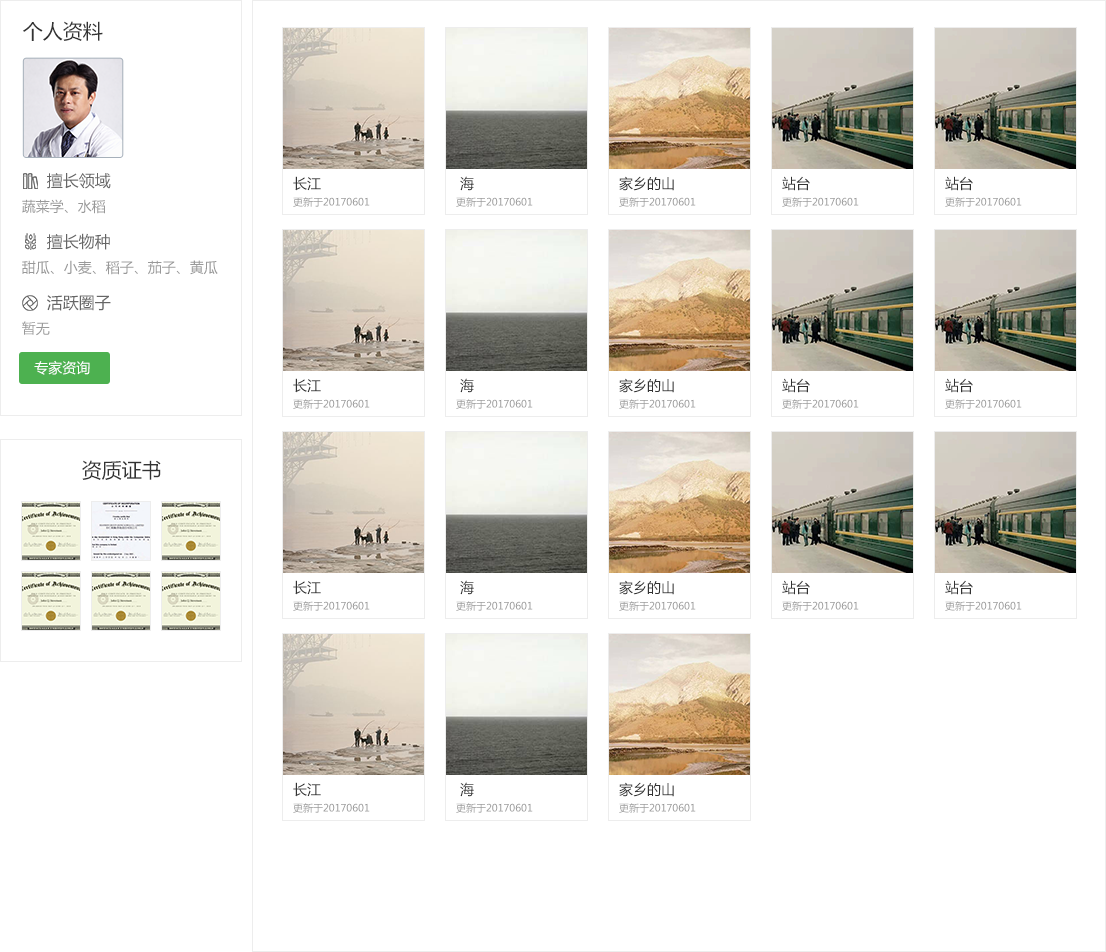 个人资料
擅长领域
蔬菜学、水稻
擅长物种
甜瓜、小麦、稻子、茄子、黄瓜
活跃圈子
暂无
专家资询
资质证书
Certificate of Achievement
Certificate of Achievement
Certificate of Achievement
Certificate of Achievement
Certificate of Achievement
长江
海
家乡的山
站台
站台
更新于20170601
更新于20170601
更新于20170601
更新于20170601
更新于20170601
长江
海
家乡的山
站台
站台
更新于20170601
更新于20170601
更新于20170601
更新于20170601
更新于20170601
长江
海
家乡的山
站台
站台
更新于20170601
更新于20170601
更新于20170601
更新于20170601
更新于20170601
长江
海
家乡的山
更新于20170601
更新于20170601
更新于20170601